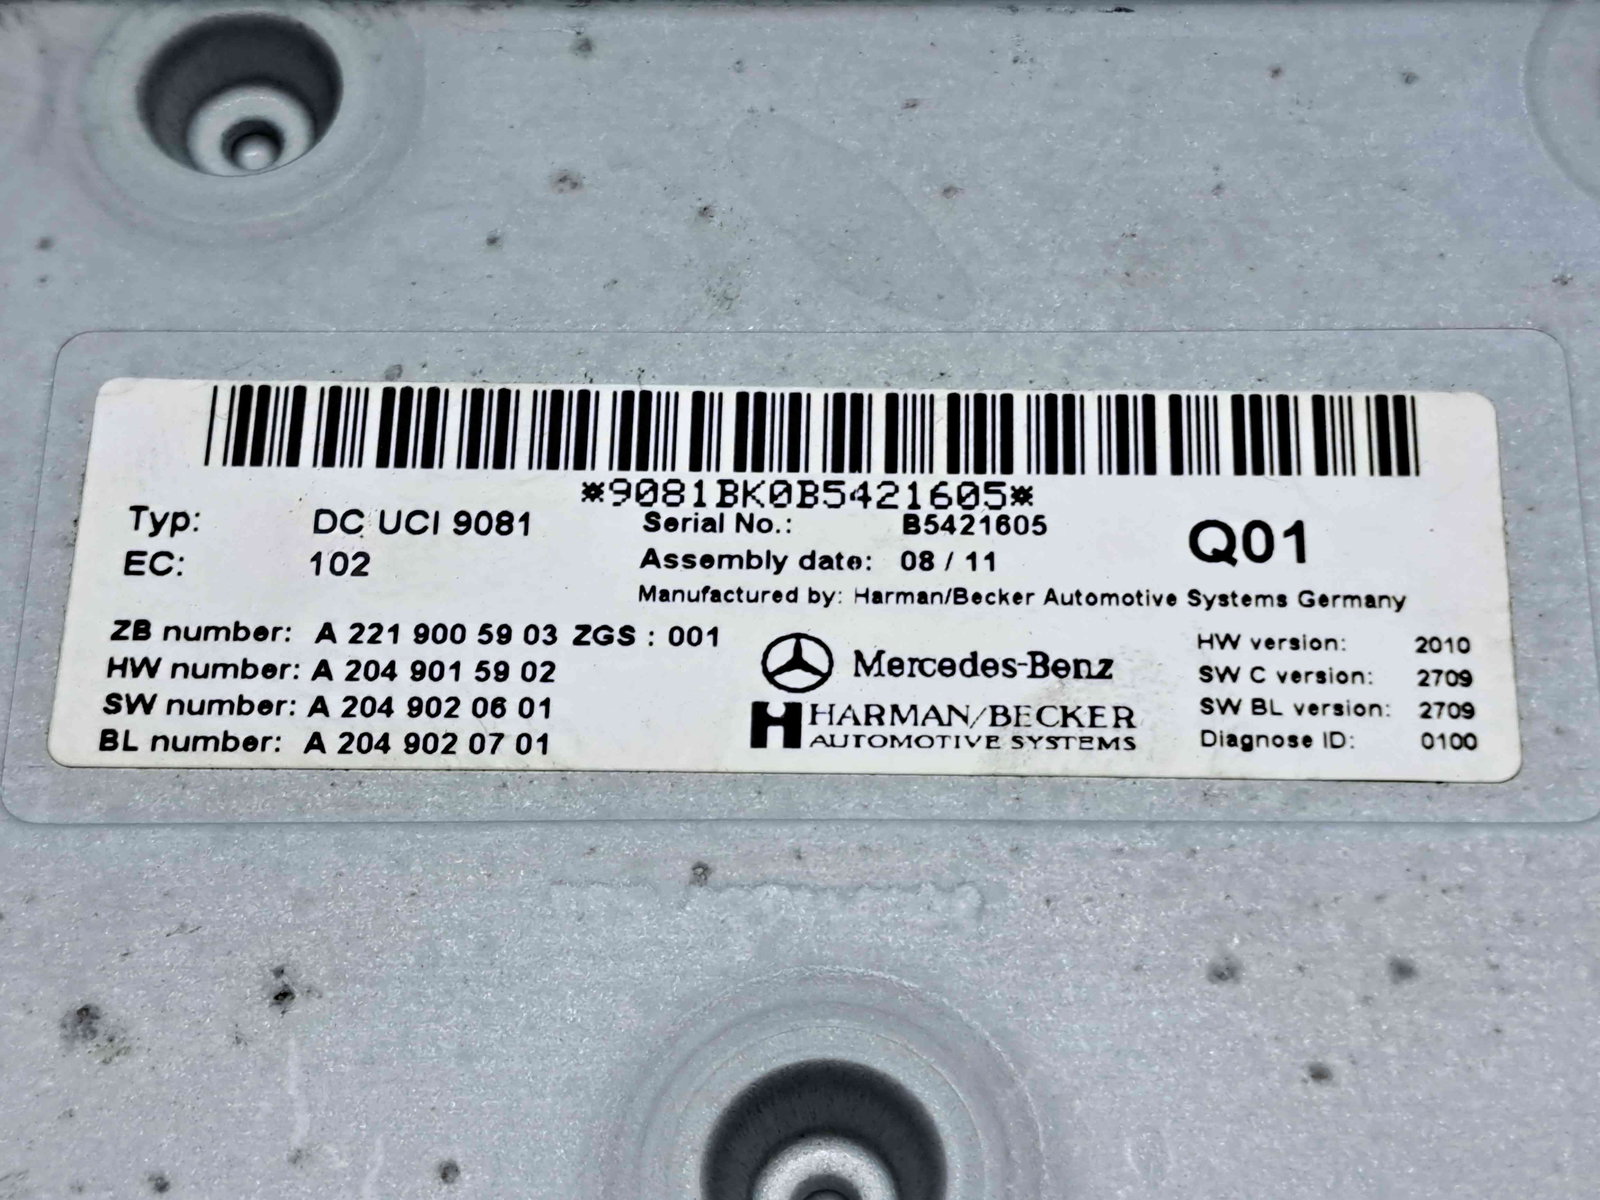 *9081BK0B5421605*
Typ: DC UCI 9081 Serial No.: B5421605 Q01
EC: 102 Assembly date: 08 / 11
Manufactured by: Harman/Becker Automotive Systems Germany
ZB number: A 221 900 59 03 ZGS : 001
HW number: A 204 901 59 02
SW number: A 204 902 06 01
BL number: A 204 902 07 01
Mercedes-Benz
HARMAN/BECKER
AUTOMOTIVE SYSTEMS
HW version: 2010
SW C version: 2709
SW BL version: 2709
Diagnose ID: 0100